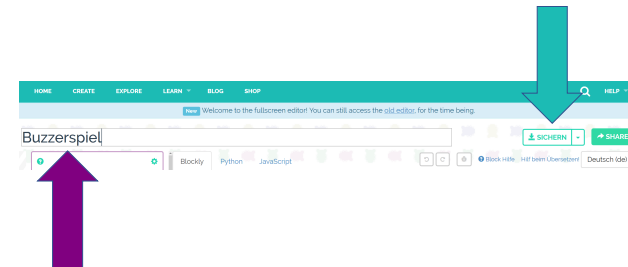 HOME CREATE EXPLORE LEARN BLOG SHOP HELP
New Welcome to the fullscreen editor! You can still access the old editor, for the time being.
Buzzerspiel SICHERN SHARE
Blockly Python JavaScript Block Hilfe Hilf beim Übersetzen! Deutsch (de)